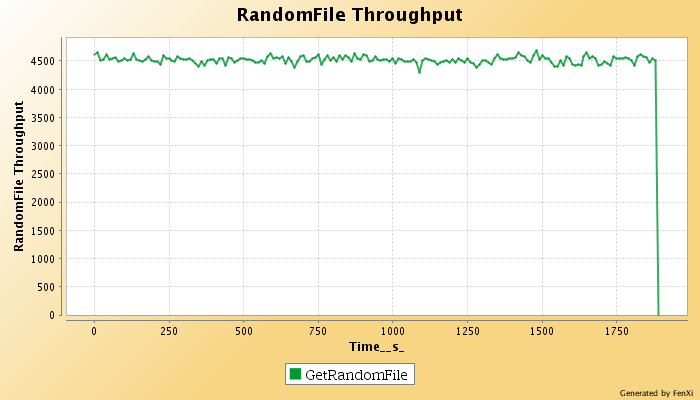 RandomFile Throughput
RandomFile Throughput
4500
4000
3500
3000
2500
2000
1500
1000
500
0
0 250 500 750 1000 1250 1500 1750
Time__s_
GetRandomFile
Generated by FenXi